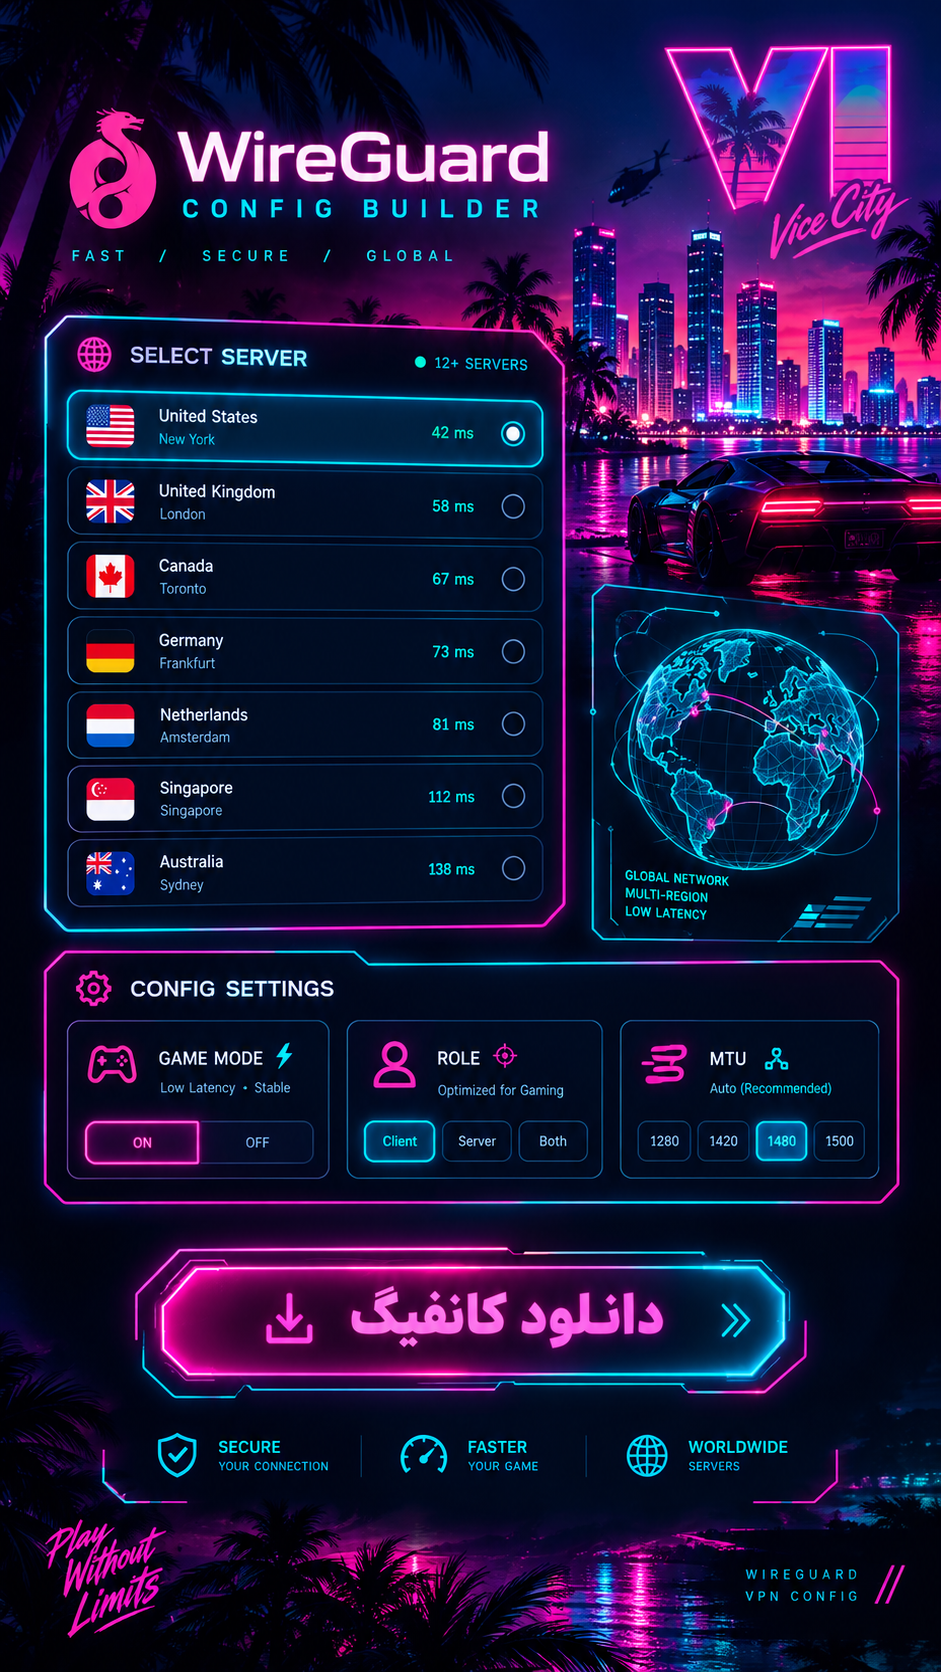 VI
Vice City
WireGuard
CONFIG BUILDER
FAST / SECURE / GLOBAL
SELECT SERVER
12+ SERVERS
United States
New York
42 ms
United Kingdom
London
58 ms
Canada
Toronto
67 ms
Germany
Frankfurt
73 ms
Netherlands
Amsterdam
81 ms
Singapore
Singapore
112 ms
Australia
Sydney
138 ms
GLOBAL NETWORK
MULTI-REGION
LOW LATENCY
CONFIG SETTINGS
GAME MODE
Low Latency • Stable
ON
OFF
ROLE
Optimized for Gaming
Client
Server
Both
MTU
Auto (Recommended)
1280
1420
1480
1500
دانلود کانفیگ
SECURE
YOUR CONNECTION
FASTER
YOUR GAME
WORLDWIDE
SERVERS
Play
Without
Limits
WIREGUARD
VPN CONFIG